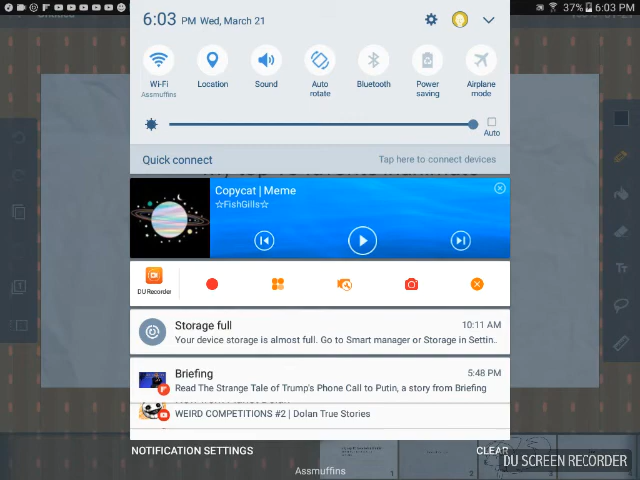 37% 6:03 PM
6:03 PM Wed, March 21
Wi-Fi
Assmuffins
Location
Sound
Auto rotate
Bluetooth
Power saving
Airplane mode
Auto
Quick connect
Tap here to connect devices
Copycat | Meme
☆FishGills☆
DU Recorder
Storage full
10:11 AM
Your device storage is almost full. Go to Smart manager or Storage in Settin..
Briefing
5:48 PM
Read The Strange Tale of Trump's Phone Call to Putin, a story from Briefing
WEIRD COMPETITIONS #2 | Dolan True Stories
NOTIFICATION SETTINGS
CLEAR
DU SCREEN RECORDER
Assmuffins